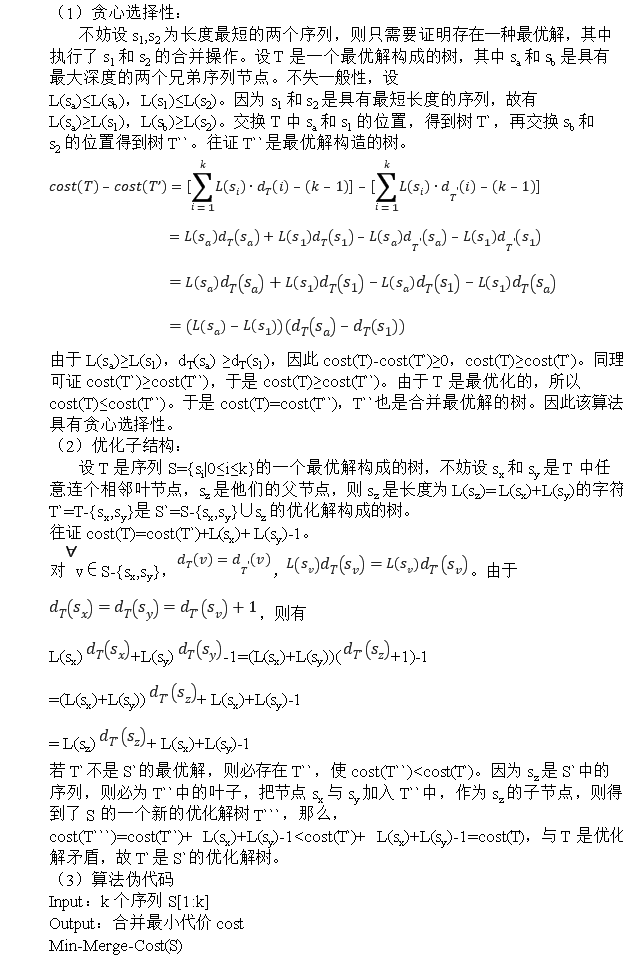 （1）贪心选择性：
不妨设 s1,s2 为长度最短的两个序列，则只需要证明存在一种最优解，其中
执行了 s1 和 s2 的合并操作。设 T 是一个最优解构成的树，其中 sa 和 sb 是具有
最大深度的两个兄弟序列节点。不失一般性，设
L(sa)≤L(sb)，L(s1)≤L(s2)。因为 s1 和 s2 是具有最短长度的序列，故有
L(sa)≥L(s1)，L(sb)≥L(s2)。交换 T 中 sa 和 s1 的位置，得到树 T`，再交换 sb 和
s2 的位置得到树 T``。往证 T``是最优解构造的树。
cost(T) – cost(T′) = [∑_{i=1}^{k} L(si)· dT(i) – (k – 1)] – [∑_{i=1}^{k} L(si)· dT`(i) – (k – 1)]
= L(sa)dT(sa) + L(s1)dT(s1) – L(sa)dT`(sa) – L(s1)dT`(s1)
= L(sa)dT(sa) + L(s1)dT(s1) – L(sa)dT(s1) – L(s1)dT(sa)
= (L(sa) – L(s1))(dT(sa) – dT(s1))
由于 L(sa)≥L(s1)，dT(sa) ≥dT(s1)，因此 cost(T)-cost(T`)≥0，cost(T)≥cost(T`)。同理
可证 cost(T`)≥cost(T``)，于是 cost(T)≥cost(T``)。由于 T 是最优化的，所以
cost(T)≤cost(T``)。于是 cost(T)=cost(T``)，T``也是合并最优解的树。因此该算法
具有贪心选择性。
（2）优化子结构：
设 T 是序列 S={si|0≤i≤k}的一个最优解构成的树，不妨设 sx 和 sy 是 T 中任
意连个相邻叶节点，sz 是他们的父节点，则 sz 是长度为 L(sz)= L(sx)+L(sy)的字符
T`=T-{sx,sy}是 S`=S-{sx,sy}∪sz 的优化解构成的树。
往证 cost(T)=cost(T`)+L(sx)+ L(sy)-1。
对∀v∈S-{sx,sy}，dT(v) = dT`(v)，L(sv)dT(sv) = L(sv)dT`(sv)。由于
dT(sx) = dT(sy) = dT`(sv) + 1，则有
L(sx)dT(sx)+L(sy)dT(sy)-1=(L(sx)+L(sy))(dT`(sz)+1)-1
=(L(sx)+L(sy))dT`(sz)+ L(sx)+L(sy)-1
= L(sz)dT`(sz)+ L(sx)+L(sy)-1
若 T`不是 S`的最优解，则必存在 T``，使 cost(T``)<cost(T`)。因为 sz 是 S`中的
序列，则必为 T``中的叶子，把节点 sx 与 sy 加入 T``中，作为 sz 的子节点，则得
到了 S 的一个新的优化解树 T```，那么，
cost(T```)=cost(T``)+ L(sx)+L(sy)-1<cost(T`)+ L(sx)+L(sy)-1=cost(T)，与 T 是优化
解矛盾，故 T`是 S`的优化解树。
（3）算法伪代码
Input：k 个序列 S[1:k]
Output：合并最小代价 cost
Min-Merge-Cost(S)